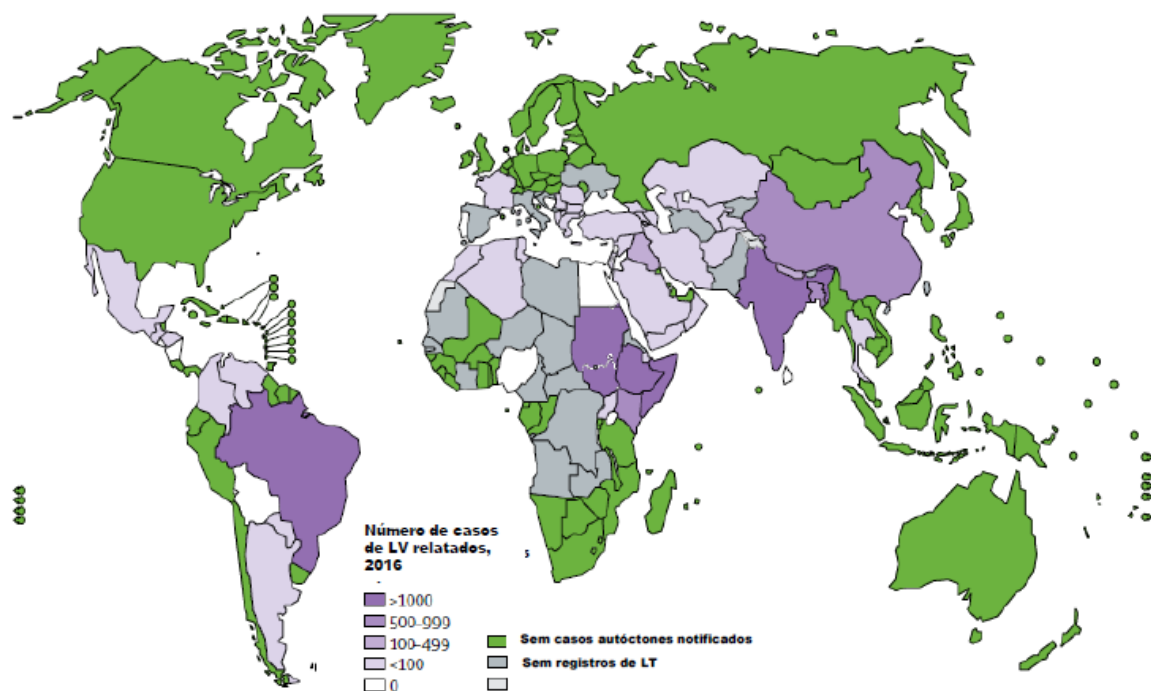 Número de casos
de LV relatados,
2016
>1000
500–999
100–499
<100
0
Sem casos autóctones notificados
Sem registros de LT